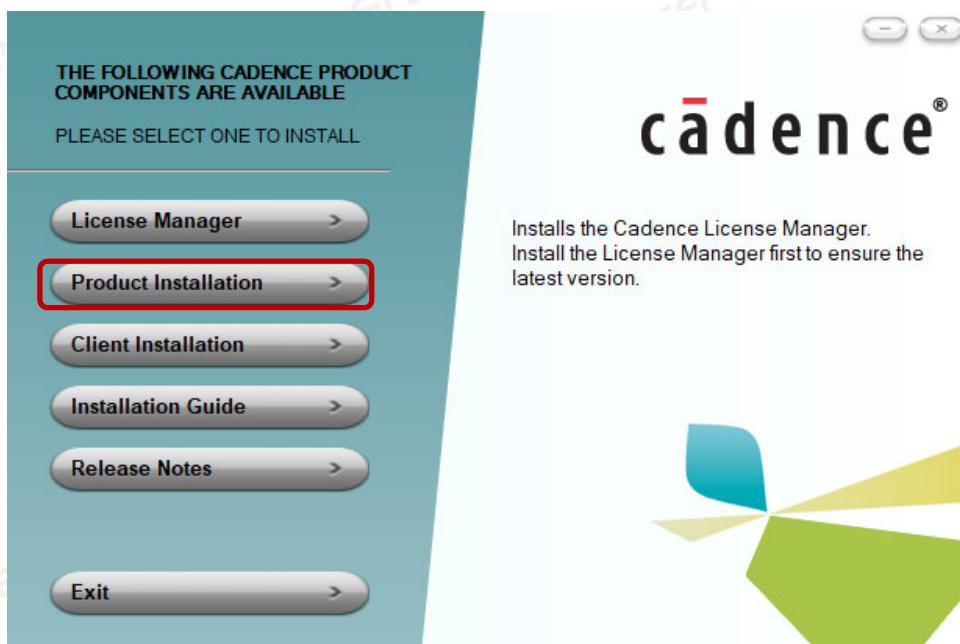 THE FOLLOWING CADENCE PRODUCT
COMPONENTS ARE AVAILABLE
PLEASE SELECT ONE TO INSTALL
License Manager >
Product Installation >
Client Installation >
Installation Guide >
Release Notes >
Exit >
cādence®
Installs the Cadence License Manager.
Install the License Manager first to ensure the
latest version.